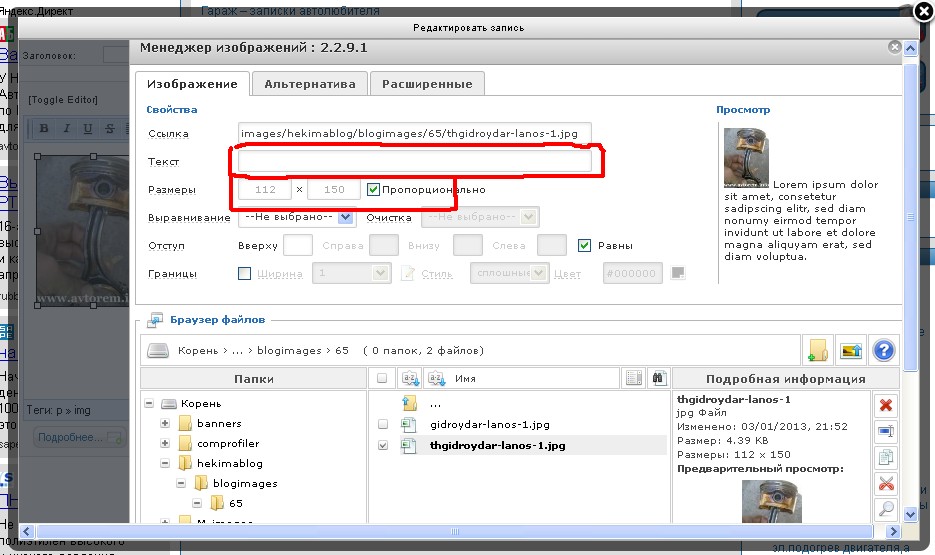 Яндекс.Директ
Гараж – записки автолюбителя
Редактировать запись
Заголовок:
Менеджер изображений : 2.2.9.1
Изображение
Альтернатива
Расширенные
[Toggle Editor]
B I U S
Свойства
Просмотр
Ссылка
images/hekimablog/blogimages/65/thgidroydar-lanos-1.jpg
Текст
Размеры
112 × 150
Пропорционально
Выравнивание
--Не выбрано--
Очистка
--Не выбрано--
Отступ
Вверху
Справа
Внизу
Слева
Равны
Границы
Ширина
1
Стиль
сплошные
Цвет
#000000
Lorem ipsum dolor
sit amet, consetetur
sadipscing elitr, sed diam
nonumy eirmod tempor
invidunt ut labore et dolore
magna aliquyam erat, sed
diam voluptua.
www.avtorem.i
Теги: p » img
Подробнее...
Браузер файлов
Корень › ... › blogimages › 65 ( 0 папок, 2 файлов)
Папки
Имя
Подробная информация
Корень
banners
comprofiler
hekimablog
blogimages
65
...
gidroydar-lanos-1.jpg
thgidroydar-lanos-1.jpg
thgidroydar-lanos-1
jpg Файл
Изменено: 03/01/2013, 21:52
Размер: 4.39 KB
Размеры: 112 x 150
Предварительный просмотр:
эл.подогрев двигателя,а